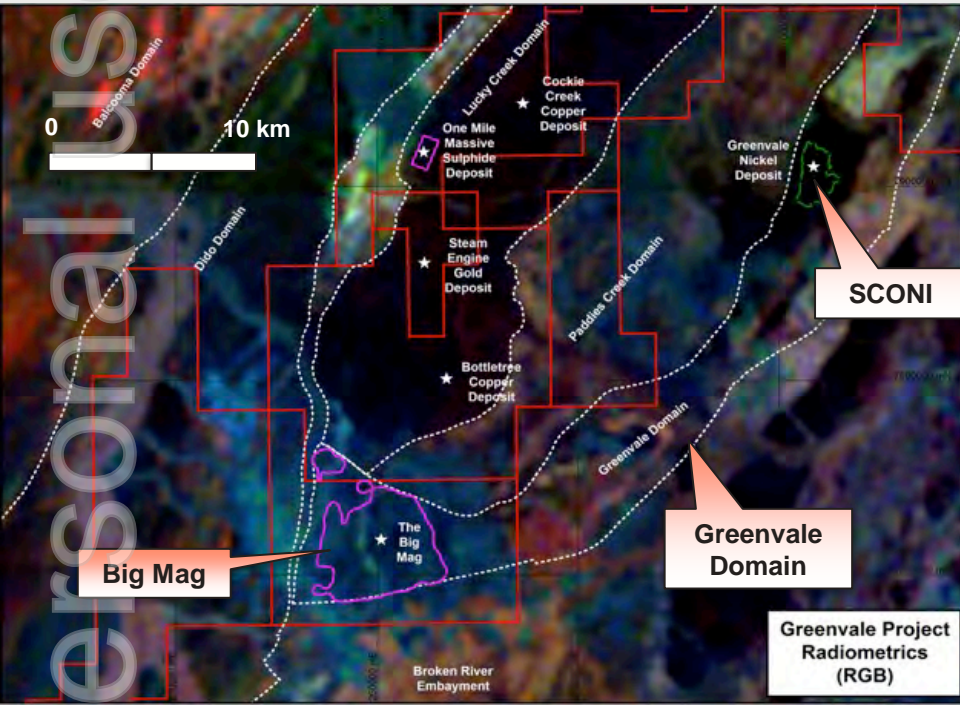 ersonal us
Balcooma Domain
0 10 km
Lucky Creek Domain
Cockie
Creek
Copper
Deposit
One Mile
Massive
Sulphide
Deposit
Greenvale
Nickel
Deposit
SCONI
Dido Domain
Steam
Engine
Gold
Deposit
Paddies Creek Domain
Bottletree
Copper
Deposit
Greenvale Domain
The
Big
Mag
Big Mag
Greenvale
Domain
Greenvale Project
Radiometrics
(RGB)
Broken River
Embayment